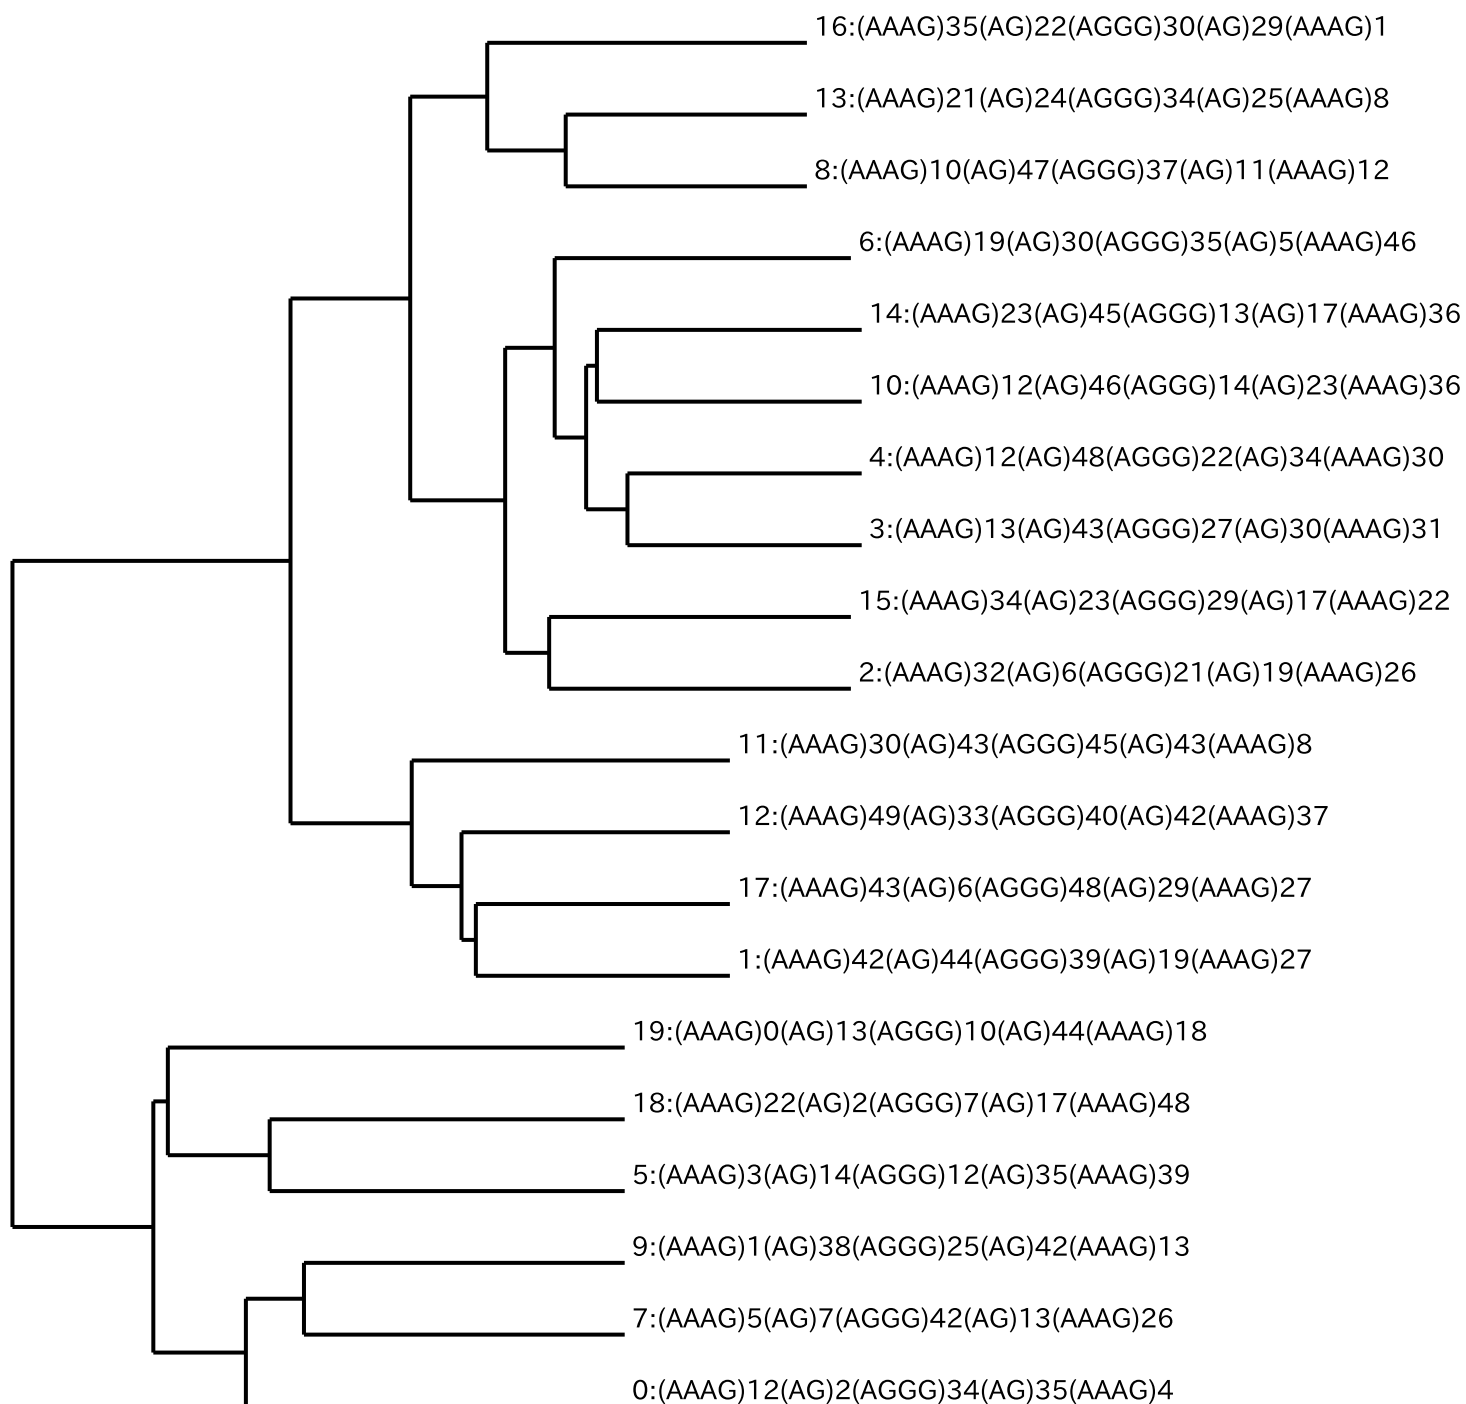 16:(AAAG)35(AG)22(AGGG)30(AG)29(AAAG)1
13:(AAAG)21(AG)24(AGGG)34(AG)25(AAAG)8
8:(AAAG)10(AG)47(AGGG)37(AG)11(AAAG)12
6:(AAAG)19(AG)30(AGGG)35(AG)5(AAAG)46
14:(AAAG)23(AG)45(AGGG)13(AG)17(AAAG)36
10:(AAAG)12(AG)46(AGGG)14(AG)23(AAAG)36
4:(AAAG)12(AG)48(AGGG)22(AG)34(AAAG)30
3:(AAAG)13(AG)43(AGGG)27(AG)30(AAAG)31
15:(AAAG)34(AG)23(AGGG)29(AG)17(AAAG)22
2:(AAAG)32(AG)6(AGGG)21(AG)19(AAAG)26
11:(AAAG)30(AG)43(AGGG)45(AG)43(AAAG)8
12:(AAAG)49(AG)33(AGGG)40(AG)42(AAAG)37
17:(AAAG)43(AG)6(AGGG)48(AG)29(AAAG)27
1:(AAAG)42(AG)44(AGGG)39(AG)19(AAAG)27
19:(AAAG)0(AG)13(AGGG)10(AG)44(AAAG)18
18:(AAAG)22(AG)2(AGGG)7(AG)17(AAAG)48
5:(AAAG)3(AG)14(AGGG)12(AG)35(AAAG)39
9:(AAAG)1(AG)38(AGGG)25(AG)42(AAAG)13
7:(AAAG)5(AG)7(AGGG)42(AG)13(AAAG)26
0:(AAAG)12(AG)2(AGGG)34(AG)35(AAAG)4